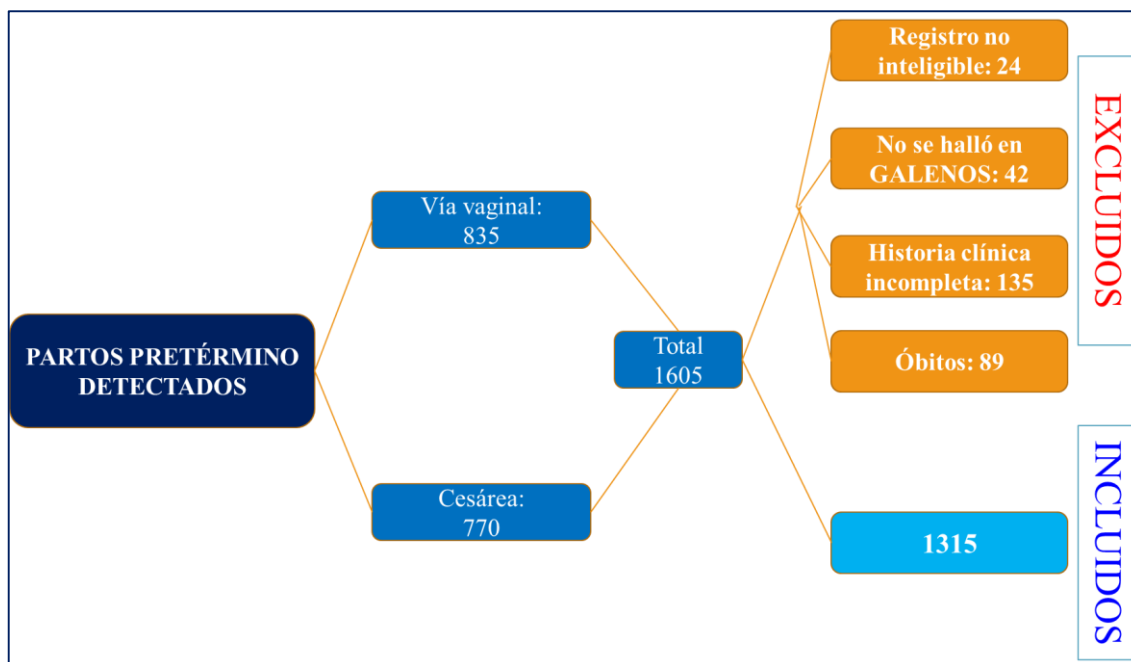 PARTOS PRETÉRMINO
DETECTADOS
Vía vaginal:
835
Cesárea:
770
Total
1605
Registro no
inteligible: 24
No se halló en
GALENOS: 42
Historia clínica
incompleta: 135
Óbitos: 89
1315
EXCLUIDOS
INCLUIDOS